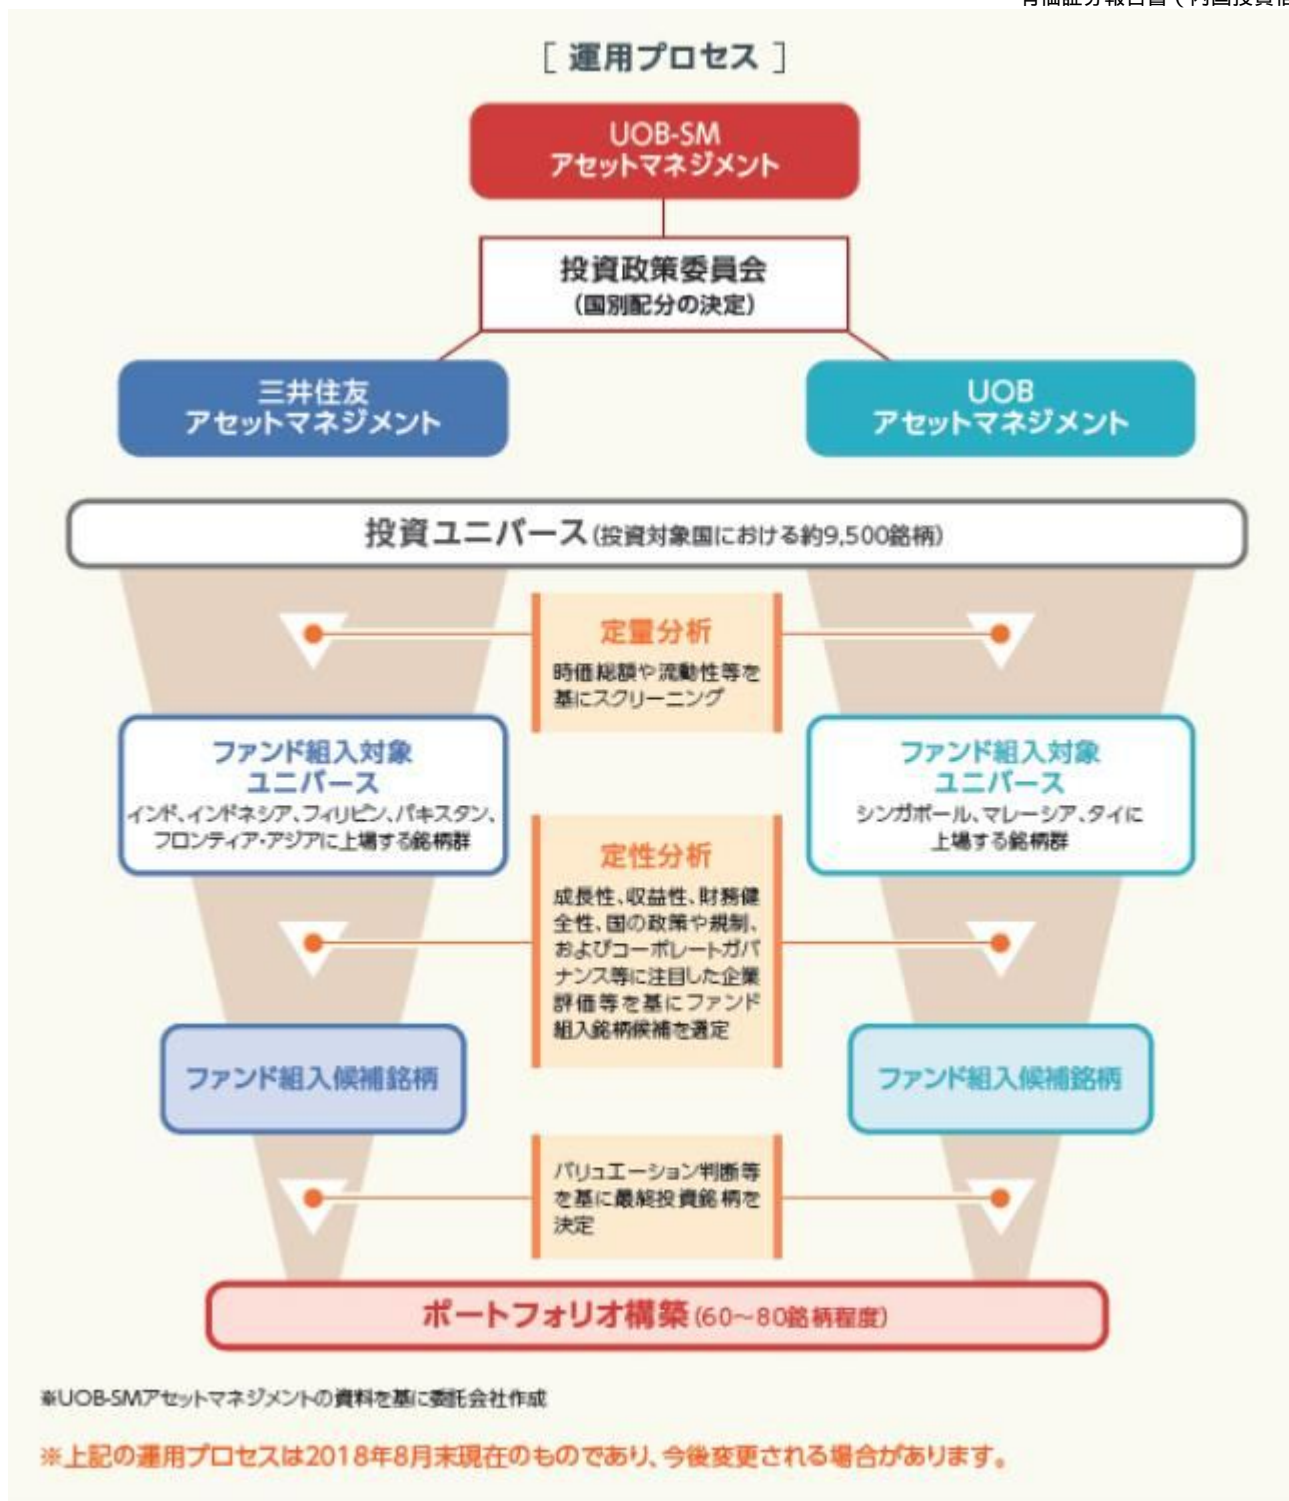 [ 運用プロセス ]
UOB-SM
アセットマネジメント
投資政策委員会
(国別配分の決定)
三井住友
アセットマネジメント
UOB
アセットマネジメント
投資ユニバース(投資対象国における約9,500銘柄)
定量分析
時価総額や流動性等を
基にスクリーニング
ファンド組入対象
ユニバース
インド、インドネシア、フィリピン、パキスタン、
フロンティア・アジアに上場する銘柄群
ファンド組入対象
ユニバース
シンガポール、マレーシア、タイに
上場する銘柄群
定性分析
成長性、収益性、財務健
全性、国の政策や規制、
およびコーポレートガバ
ナンス等に注目した企業
評価等を基にファンド
組入銘柄候補を選定
ファンド組入候補銘柄
ファンド組入候補銘柄
バリュエーション判断等
を基に最終投資銘柄を
決定
ポートフォリオ構築(60～80銘柄程度)
※UOB-SMアセットマネジメントの資料を基に委託会社作成
※上記の運用プロセスは2018年8月末現在のものであり、今後変更される場合があります。